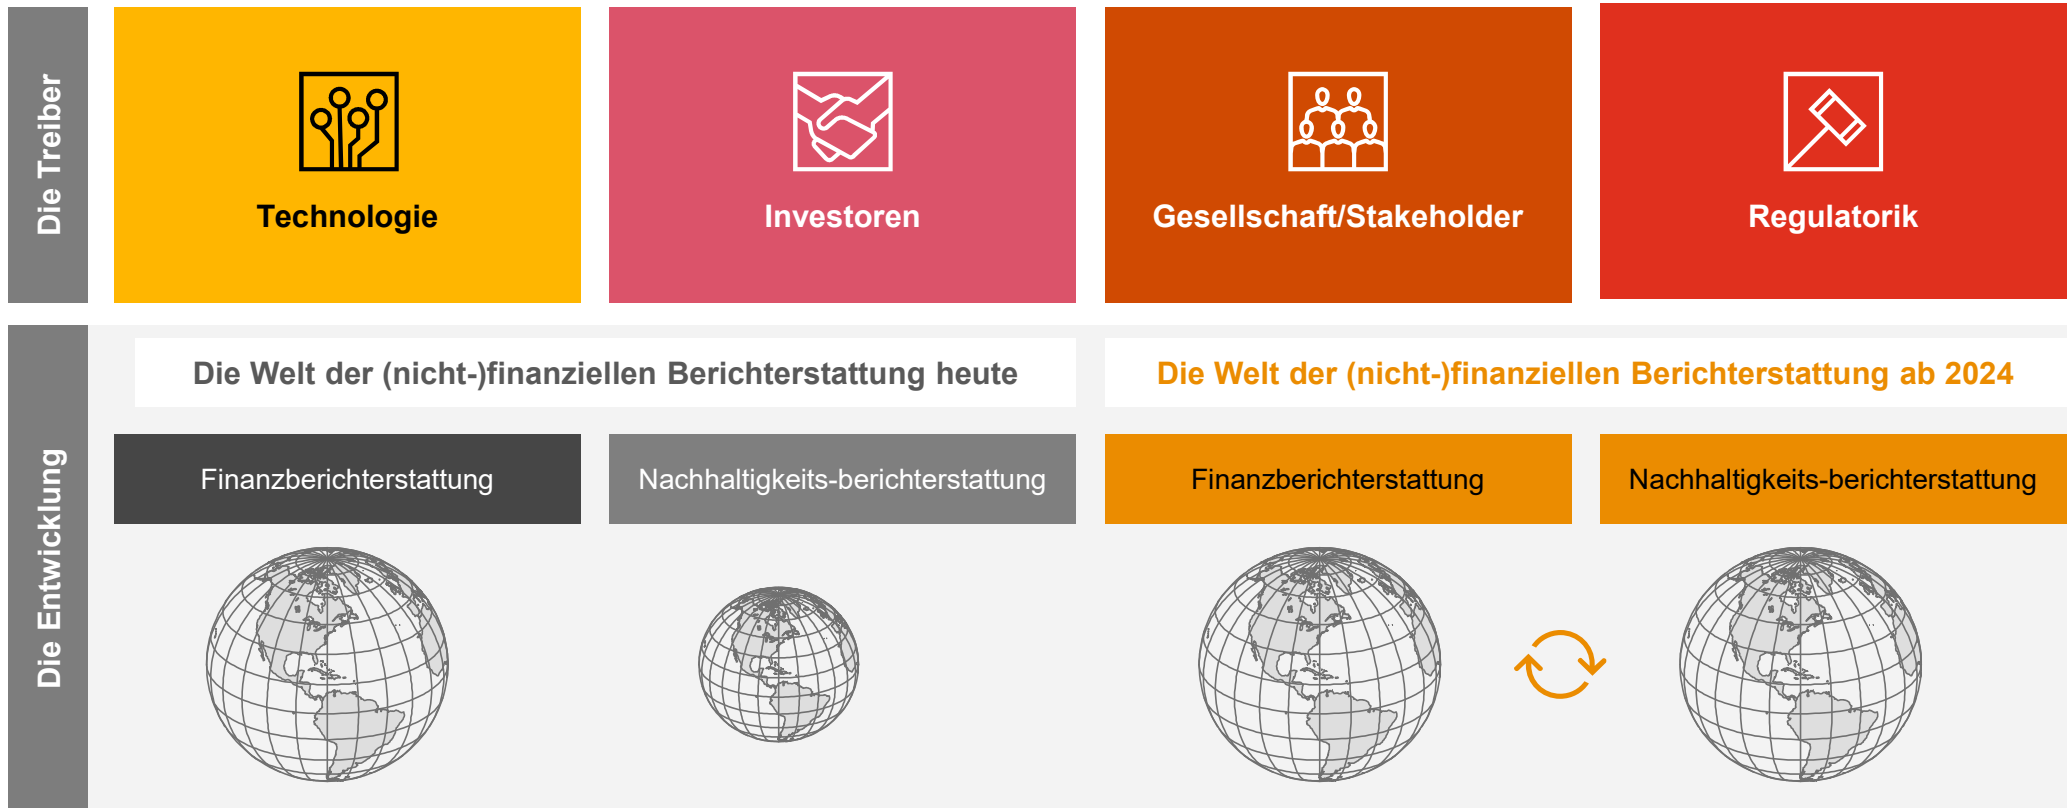 Die Treiber
Technologie
Investoren
Gesellschaft/Stakeholder
Regulatorik
Die Entwicklung
Die Welt der (nicht-)finanziellen Berichterstattung heute
Die Welt der (nicht-)finanziellen Berichterstattung ab 2024
Finanzberichterstattung
Nachhaltigkeits-berichterstattung
Finanzberichterstattung
Nachhaltigkeits-berichterstattung